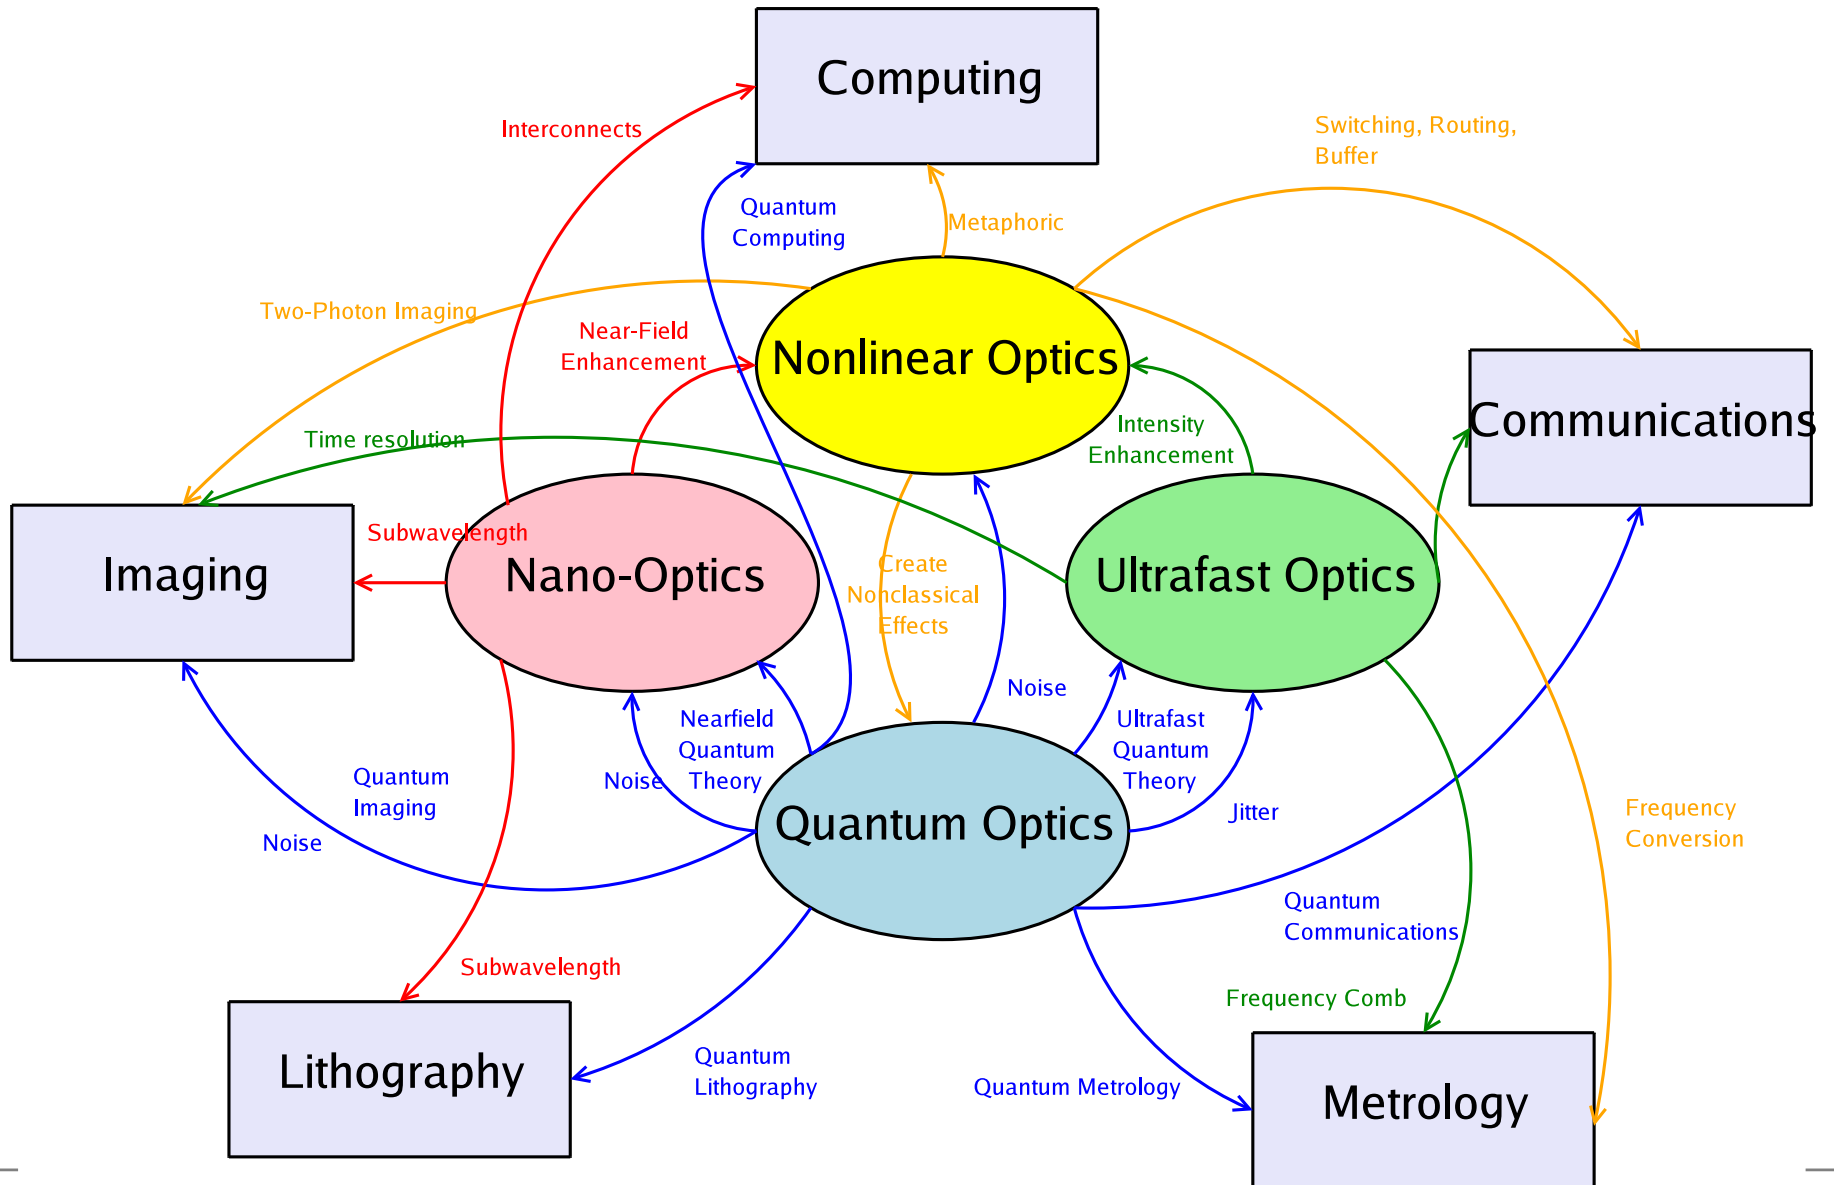 Computing
Interconnects
Switching, Routing,
Buffer
Quantum
Computing
Metaphoric
Two-Photon Imaging
Near-Field
Enhancement
Nonlinear Optics
Communications
Time resolution
Intensity
Enhancement
Subwavelength
Imaging
Nano-Optics
Create
Nonclassical
Effects
Ultrafast Optics
Noise
Nearfield
Quantum
Theory
Ultrafast
Quantum
Theory
Quantum
Imaging
Noise
Noise
Jitter
Quantum Optics
Frequency
Conversion
Quantum
Communications
Subwavelength
Frequency Comb
Lithography
Quantum
Lithography
Quantum Metrology
Metrology